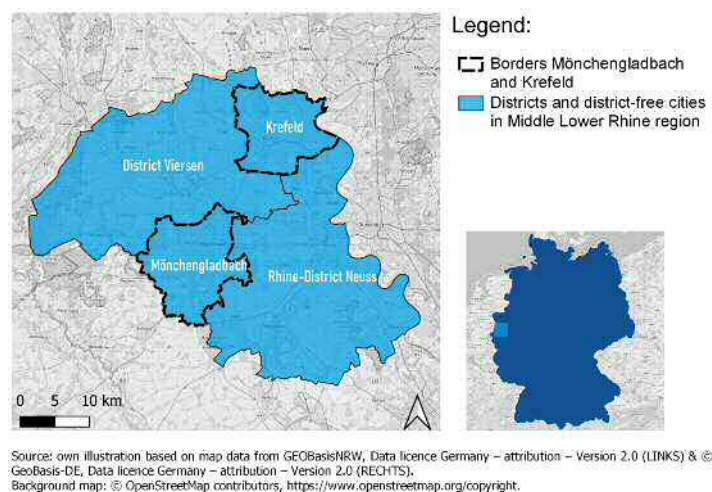 Legend:
Borders Mönchengladbach
and Krefeld
Districts and district-free cities
in Middle Lower Rhine region
Krefeld
District Viersen
Mönchengladbach
Rhine-District Neuss
0 5 10 km
Source: own illustration based on map data from GEOBasisNRW, Data licence Germany – attribution – Version 2.0 (LINKS) & ©
GeoBasis-DE, Data licence Germany – attribution – Version 2.0 (RECHTS).
Background map: © OpenStreetMap contributors, https://www.openstreetmap.org/copyright.